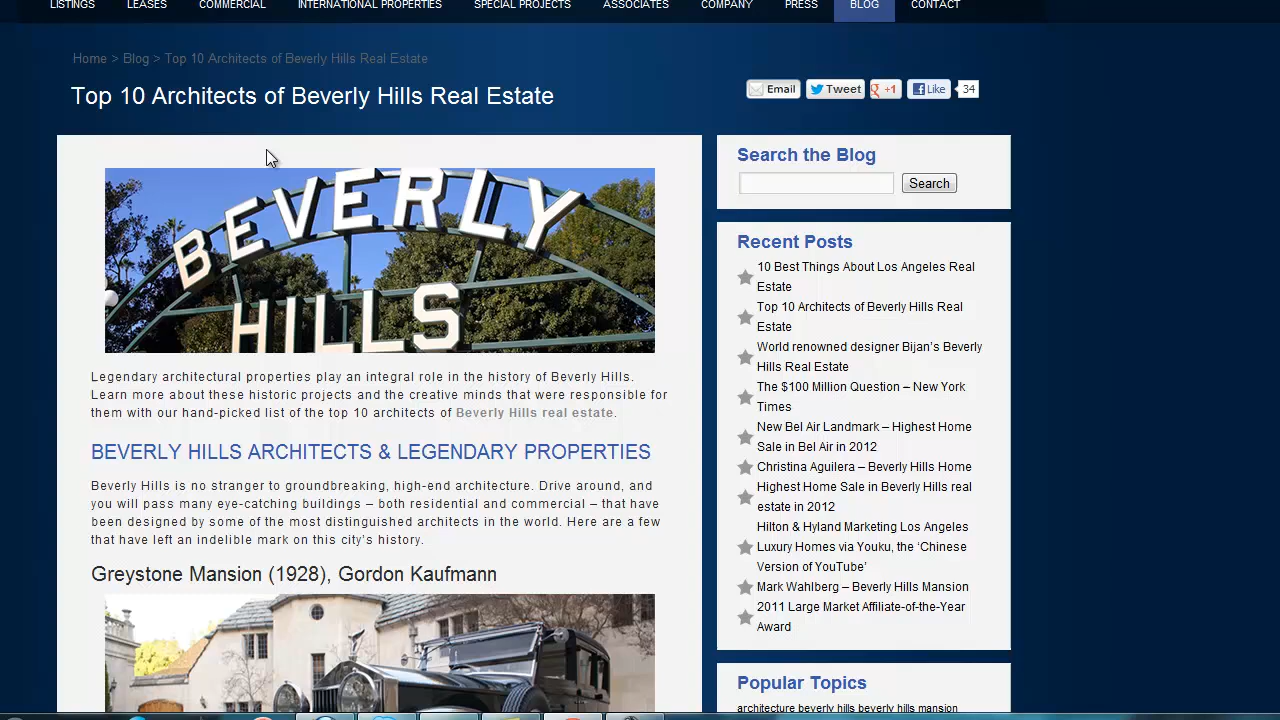 LISTINGS LEASES COMMERCIAL INTERNATIONAL PROPERTIES SPECIAL PROJECTS ASSOCIATES COMPANY PRESS BLOG CONTACT
Home > Blog > Top 10 Architects of Beverly Hills Real Estate
Top 10 Architects of Beverly Hills Real Estate
Email Tweet +1 Like 34
BEVERLY
HILLS
Legendary architectural properties play an integral role in the history of Beverly Hills.
Learn more about these historic projects and the creative minds that were responsible for
them with our hand-picked list of the top 10 architects of Beverly Hills real estate.
BEVERLY HILLS ARCHITECTS & LEGENDARY PROPERTIES
Beverly Hills is no stranger to groundbreaking, high-end architecture. Drive around, and
you will pass many eye-catching buildings – both residential and commercial – that have
been designed by some of the most distinguished architects in the world. Here are a few
that have left an indelible mark on this city's history.
Greystone Mansion (1928), Gordon Kaufmann
Search the Blog
Search
Recent Posts
10 Best Things About Los Angeles Real
Estate
Top 10 Architects of Beverly Hills Real
Estate
World renowned designer Bijan's Beverly
Hills Real Estate
The $100 Million Question – New York
Times
New Bel Air Landmark – Highest Home
Sale in Bel Air in 2012
Christina Aguilera – Beverly Hills Home
Highest Home Sale in Beverly Hills real
estate in 2012
Hilton & Hyland Marketing Los Angeles
Luxury Homes via Youku, the 'Chinese
Version of YouTube'
Mark Wahlberg – Beverly Hills Mansion
2011 Large Market Affiliate-of-the-Year
Award
Popular Topics
architecture beverly hills beverly hills mansion